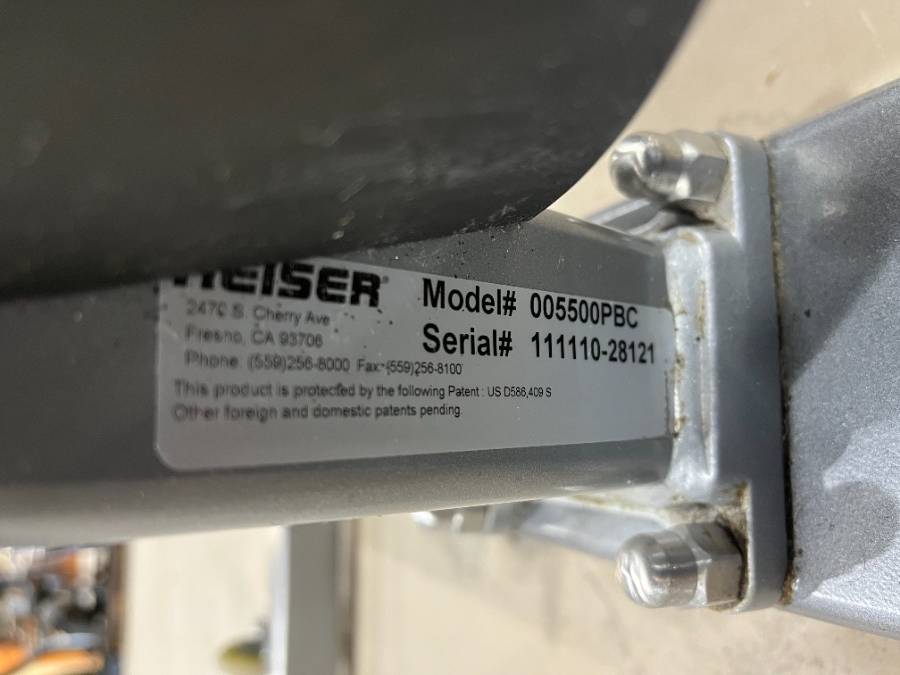 KEISER®
2470 S. Cherry Ave
Fresno, CA 93706
Phone: (559)256-8000 Fax: (559)256-8100
This product is protected by the following Patent : US D586,409 S
Other foreign and domestic patents pending.
Model# 005500PBC
Serial# 111110-28121